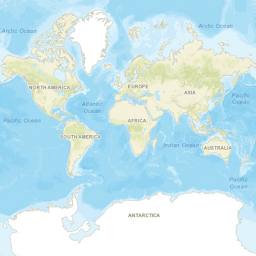 Arctic Ocean
Arctic Ocean
NORTH AMERICA
EUROPE
ASIA
Atlantic
Ocean
Pacific
Ocean
Pacific Ocean
AFRICA
SOUTH AMERICA
Indian Ocean
AUSTRALIA
Pacific
Ocean
ANTARCTICA